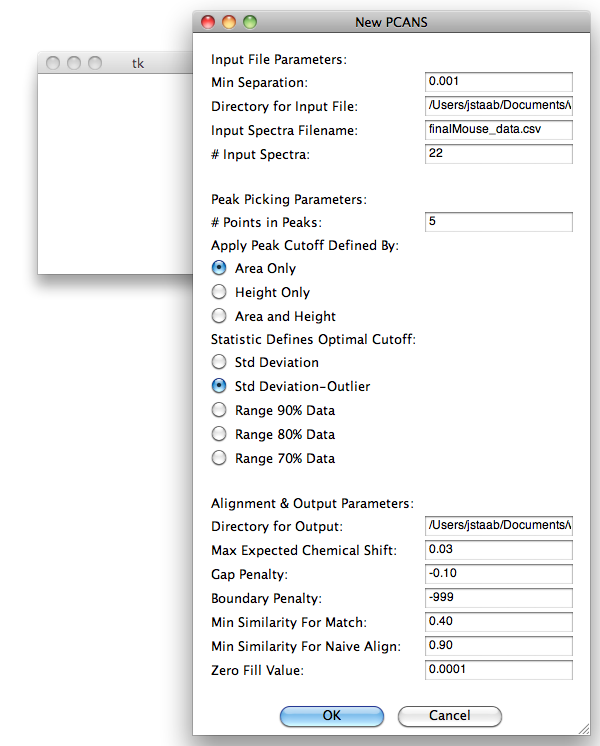 New PCANS
tk
Input File Parameters:
Min Separation: 0.001
Directory for Input File: /Users/jstaab/Documents/
Input Spectra Filename: finalMouse_data.csv
# Input Spectra: 22
Peak Picking Parameters:
# Points in Peaks: 5
Apply Peak Cutoff Defined By:
Area Only
Height Only
Area and Height
Statistic Defines Optimal Cutoff:
Std Deviation
Std Deviation-Outlier
Range 90% Data
Range 80% Data
Range 70% Data
Alignment & Output Parameters:
Directory for Output: /Users/jstaab/Documents/
Max Expected Chemical Shift: 0.03
Gap Penalty: -0.10
Boundary Penalty: -999
Min Similarity For Match: 0.40
Min Similarity For Naive Align: 0.90
Zero Fill Value: 0.0001
OK Cancel